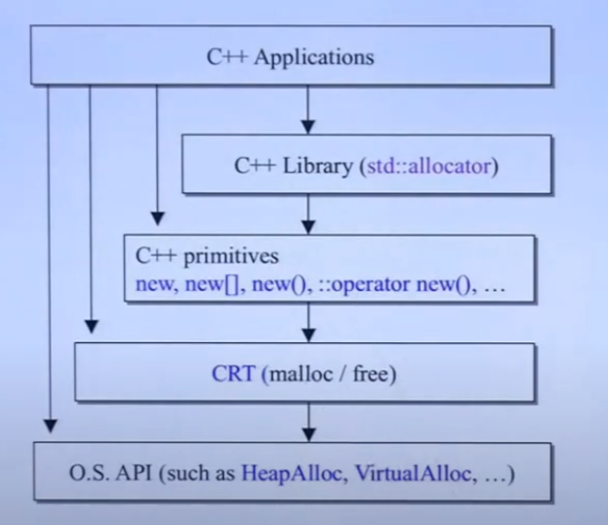 C++ Applications
C++ Library (std::allocator)
C++ primitives
new, new[], new(), ::operator new(), …
CRT (malloc / free)
O.S. API (such as HeapAlloc, VirtualAlloc, …)